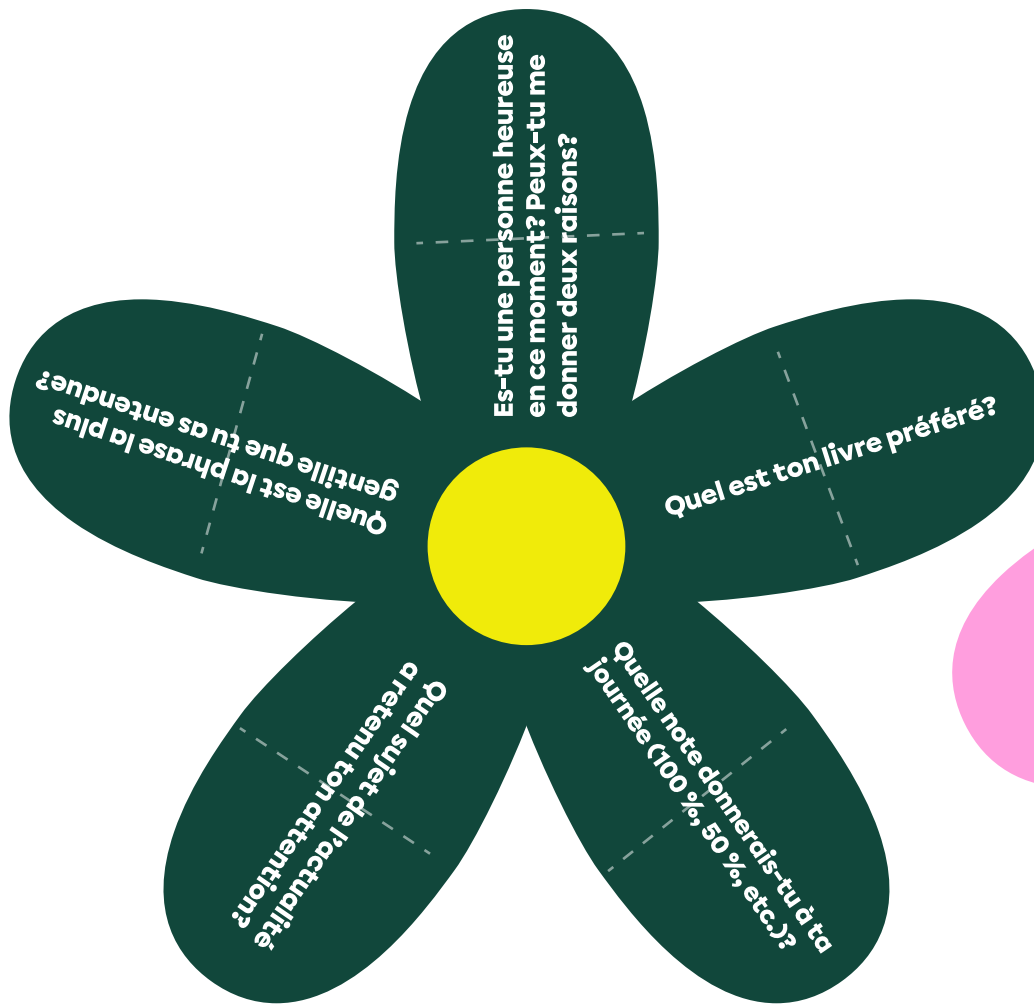 Es-tu une personne heureuse
en ce moment? Peux-tu me
donner deux raisons?
Quel est ton livre préféré?
Quelle note donnerais-tu à ta
journée (100 %, 50 %, etc.)?
Quel sujet de l'actualité
a retenu ton attention?
Quelle est la phrase la plus
gentille que tu as entendue?